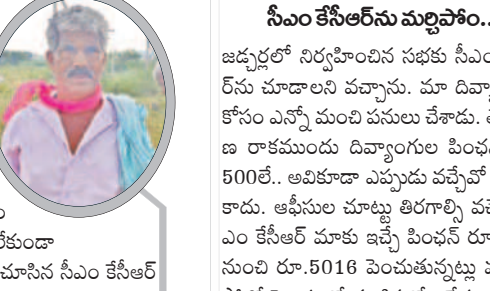 సీఎం కేసీఆర్‌ను మర్చిపోం..
జడ్చర్లలో నిర్వహించిన సభకు సీఎం
ర్‌ను చూడాలని వచ్చాను. మా దివ్యా
కోసం ఎన్నో మంచి పనులు చేశాడు.
ణ రాకముందు దివ్యాంగుల పింఛ
500లే.. అవికూడా ఎప్పుడు వచ్చేవో
కాదు. ఆఫీసుల చూట్టు తిరగాల్సి వచ్
ఎం కేసీఆర్ మాకు ఇచ్చే పింఛన్ రూ
నుంచి రూ.5016 పెంచుతున్నట్లు
లేకుండా
చూసిన సీఎం కేసీఆర్